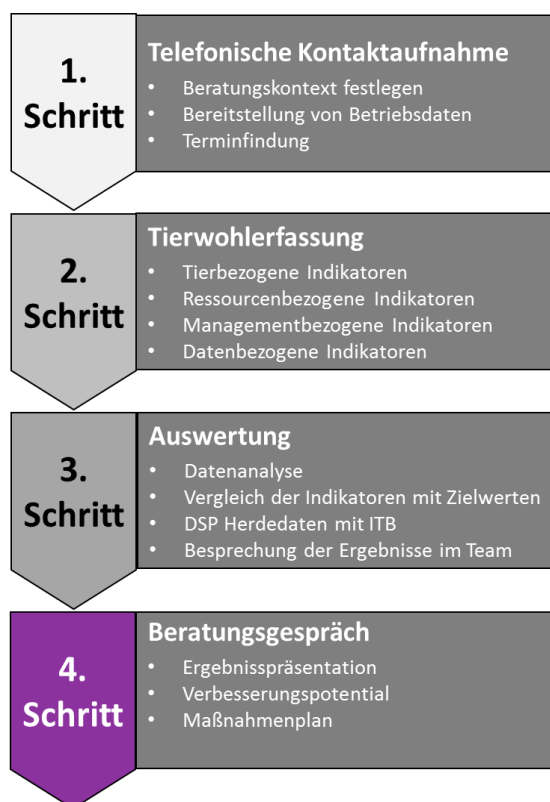 1.
Schritt
Telefonische Kontaktaufnahme
• Beratungskontext festlegen
• Bereitstellung von Betriebsdaten
• Terminfindung
2.
Schritt
Tierwohlerfassung
• Tierbezogene Indikatoren
• Ressourcenbezogene Indikatoren
• Managementbezogene Indikatoren
• Datenbezogene Indikatoren
3.
Schritt
Auswertung
• Datenanalyse
• Vergleich der Indikatoren mit Zielwerten
• DSP Herdedaten mit ITB
• Besprechung der Ergebnisse im Team
4.
Schritt
Beratungsgespräch
• Ergebnisspräsentation
• Verbesserungspotential
• Maßnahmenplan